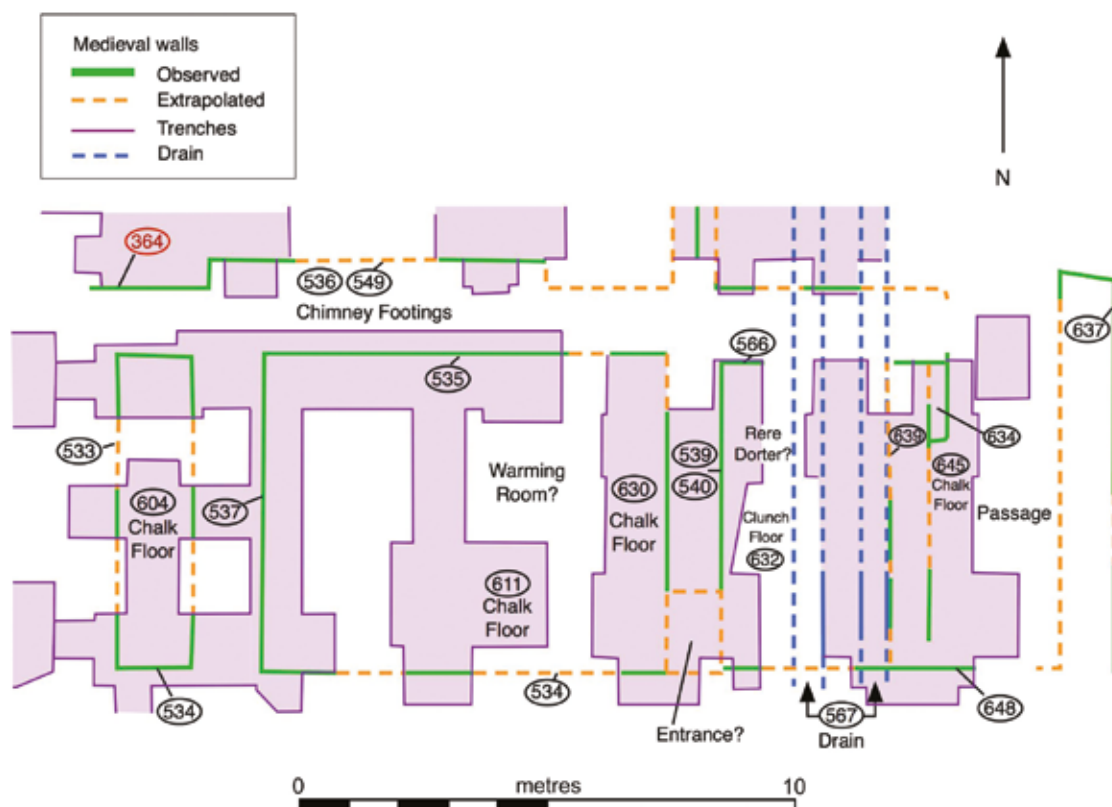 Medieval walls
Observed
Extrapolated
Trenches
Drain
N
364
536 549
Chimney Footings
637
566
535
533
Rere
Dorter?
539
540
639
634
Warming
Room?
604
Chalk
Floor
537
630
Chalk
Floor
645
Chalk
Floor
Passage
Clunch
Floor
632
611
Chalk
Floor
534
534
567
Drain
648
Entrance?
0 metres 10